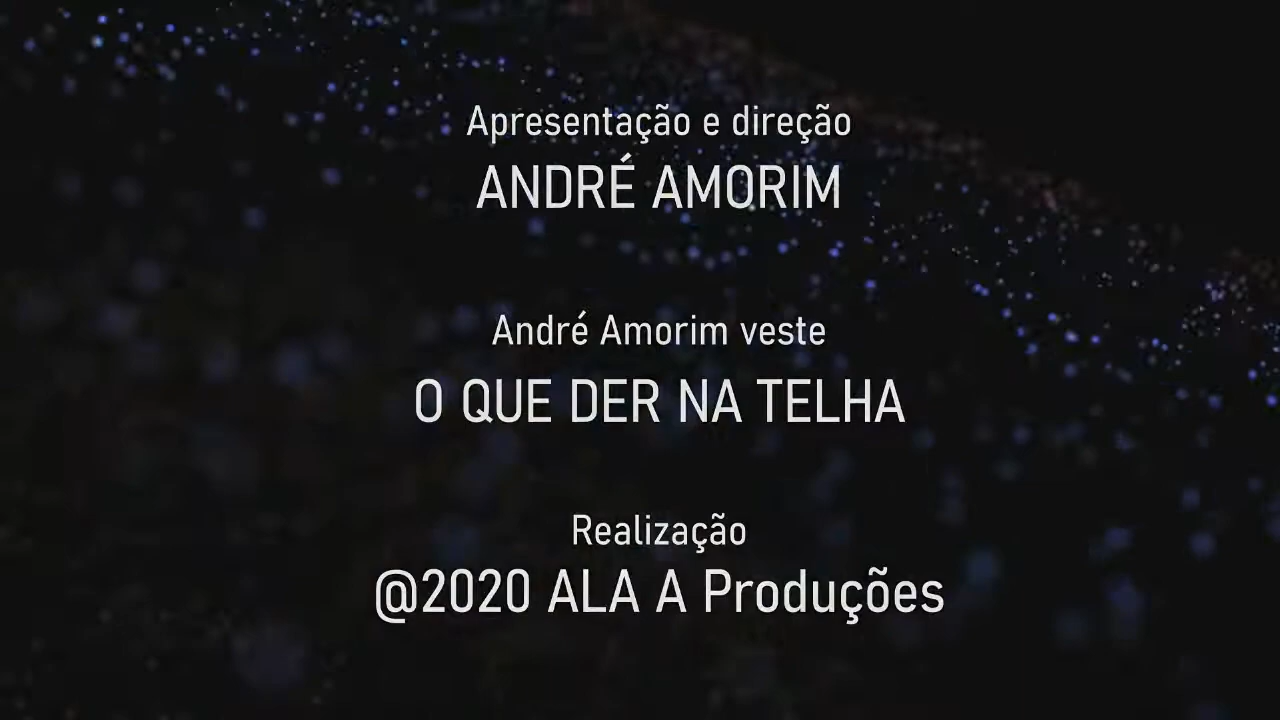 Apresentação e direção
ANDRÉ AMORIM
André Amorim veste
O QUE DER NA TELHA
Realização
@2020 ALA A Produções